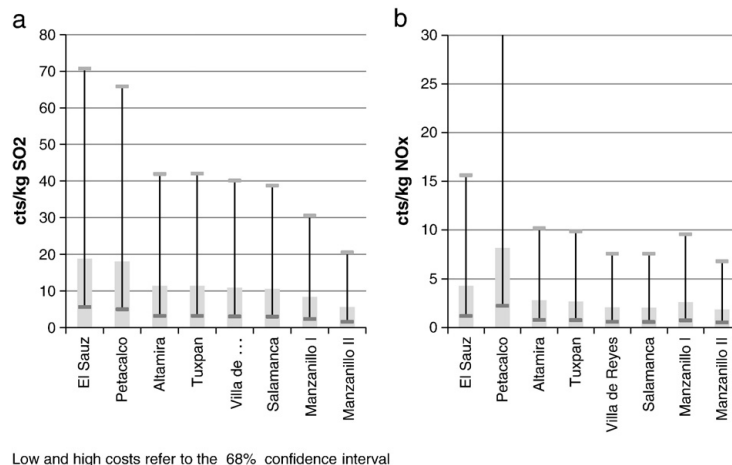 a
cts/kg SO2
80
70
60
50
40
30
20
10
0
El Sauz
Petacalco
Altamira
Tuxpan
Villa de ...
Salamanca
Manzanillo I
Manzanillo II
b
cts/kg NOx
30
25
20
15
10
5
0
El Sauz
Petacalco
Altamira
Tuxpan
Villa de Reyes
Salamanca
Manzanillo I
Manzanillo II
Low and high costs refer to the 68% confidence interval